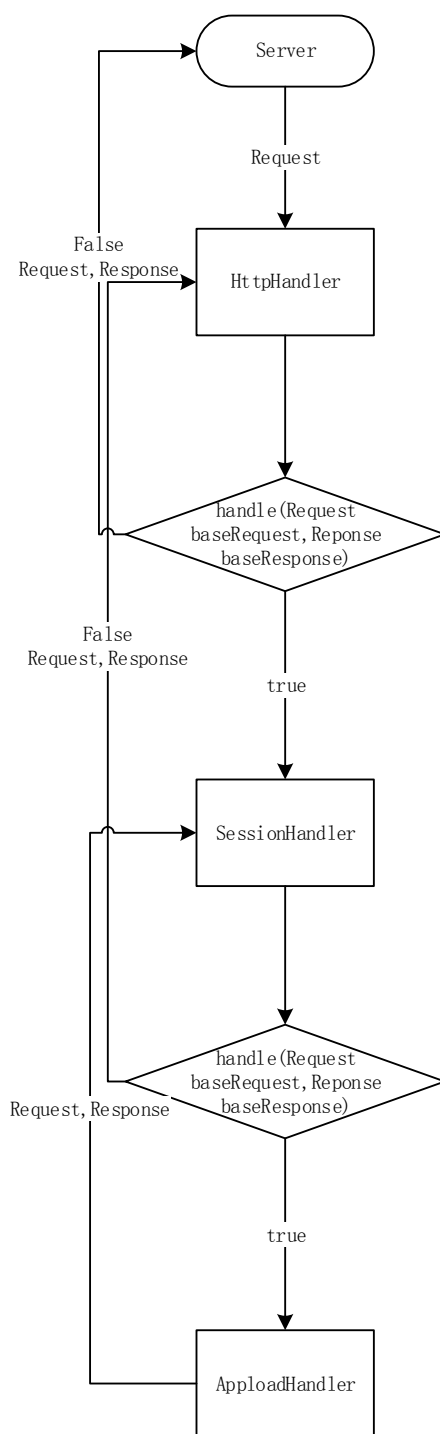 Server
Request
False
Request,Response
HttpHandler
handle(Request
baseRequest,Reponse
baseResponse)
False
Request,Response
true
SessionHandler
handle(Request
baseRequest,Reponse
baseResponse)
Request,Response
true
ApploadHandler